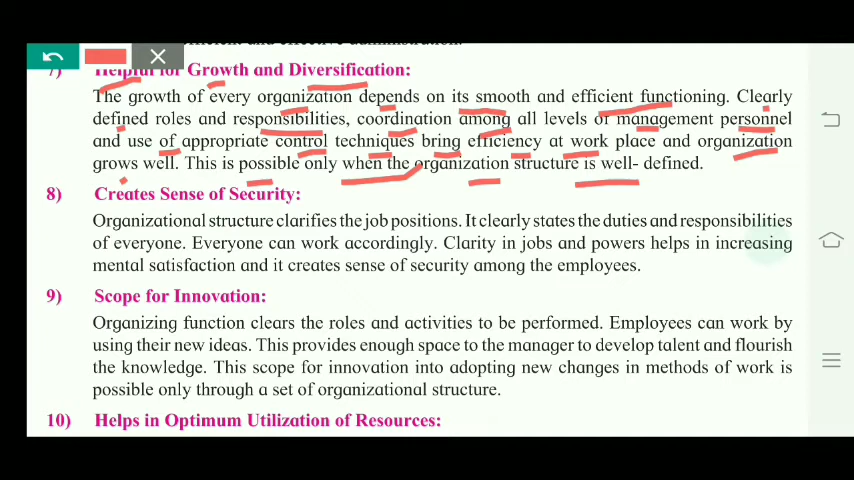 7) Helpful for Growth and Diversification:
The growth of every organization depends on its smooth and efficient functioning. Clearly
defined roles and responsibilities, coordination among all levels of management personnel
and use of appropriate control techniques bring efficiency at work place and organization
grows well. This is possible only when the organization structure is well- defined.
8) Creates Sense of Security:
Organizational structure clarifies the job positions. It clearly states the duties and responsibilities
of everyone. Everyone can work accordingly. Clarity in jobs and powers helps in increasing
mental satisfaction and it creates sense of security among the employees.
9) Scope for Innovation:
Organizing function clears the roles and activities to be performed. Employees can work by
using their new ideas. This provides enough space to the manager to develop talent and flourish
the knowledge. This scope for innovation into adopting new changes in methods of work is
possible only through a set of organizational structure.
10) Helps in Optimum Utilization of Resources: